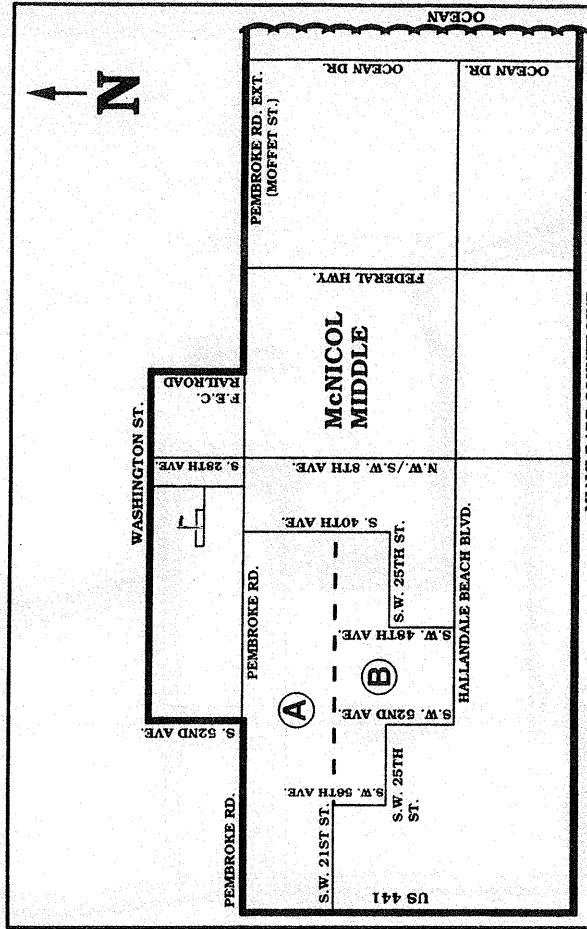 N
OCEAN
WASHINGTON ST.
PEMBROKE RD. EXT.
(MOFFET ST.)
OCEAN DR.
OCEAN DR.
FEDERAL HWY.
McNICOL
MIDDLE
F.E.C.
RAILROAD
S. 28TH AVE.
N.W./S.W. 8TH AVE.
S. 40TH AVE.
PEMBROKE RD.
S.W. 25TH ST.
S.W. 48TH AVE.
HALLANDALE BEACH BLVD.
A
B
S. 52ND AVE.
S.W. 52ND AVE.
S.W. 56TH AVE.
S.W. 25TH
ST.
PEMBROKE RD.
S.W. 21ST ST.
US 441